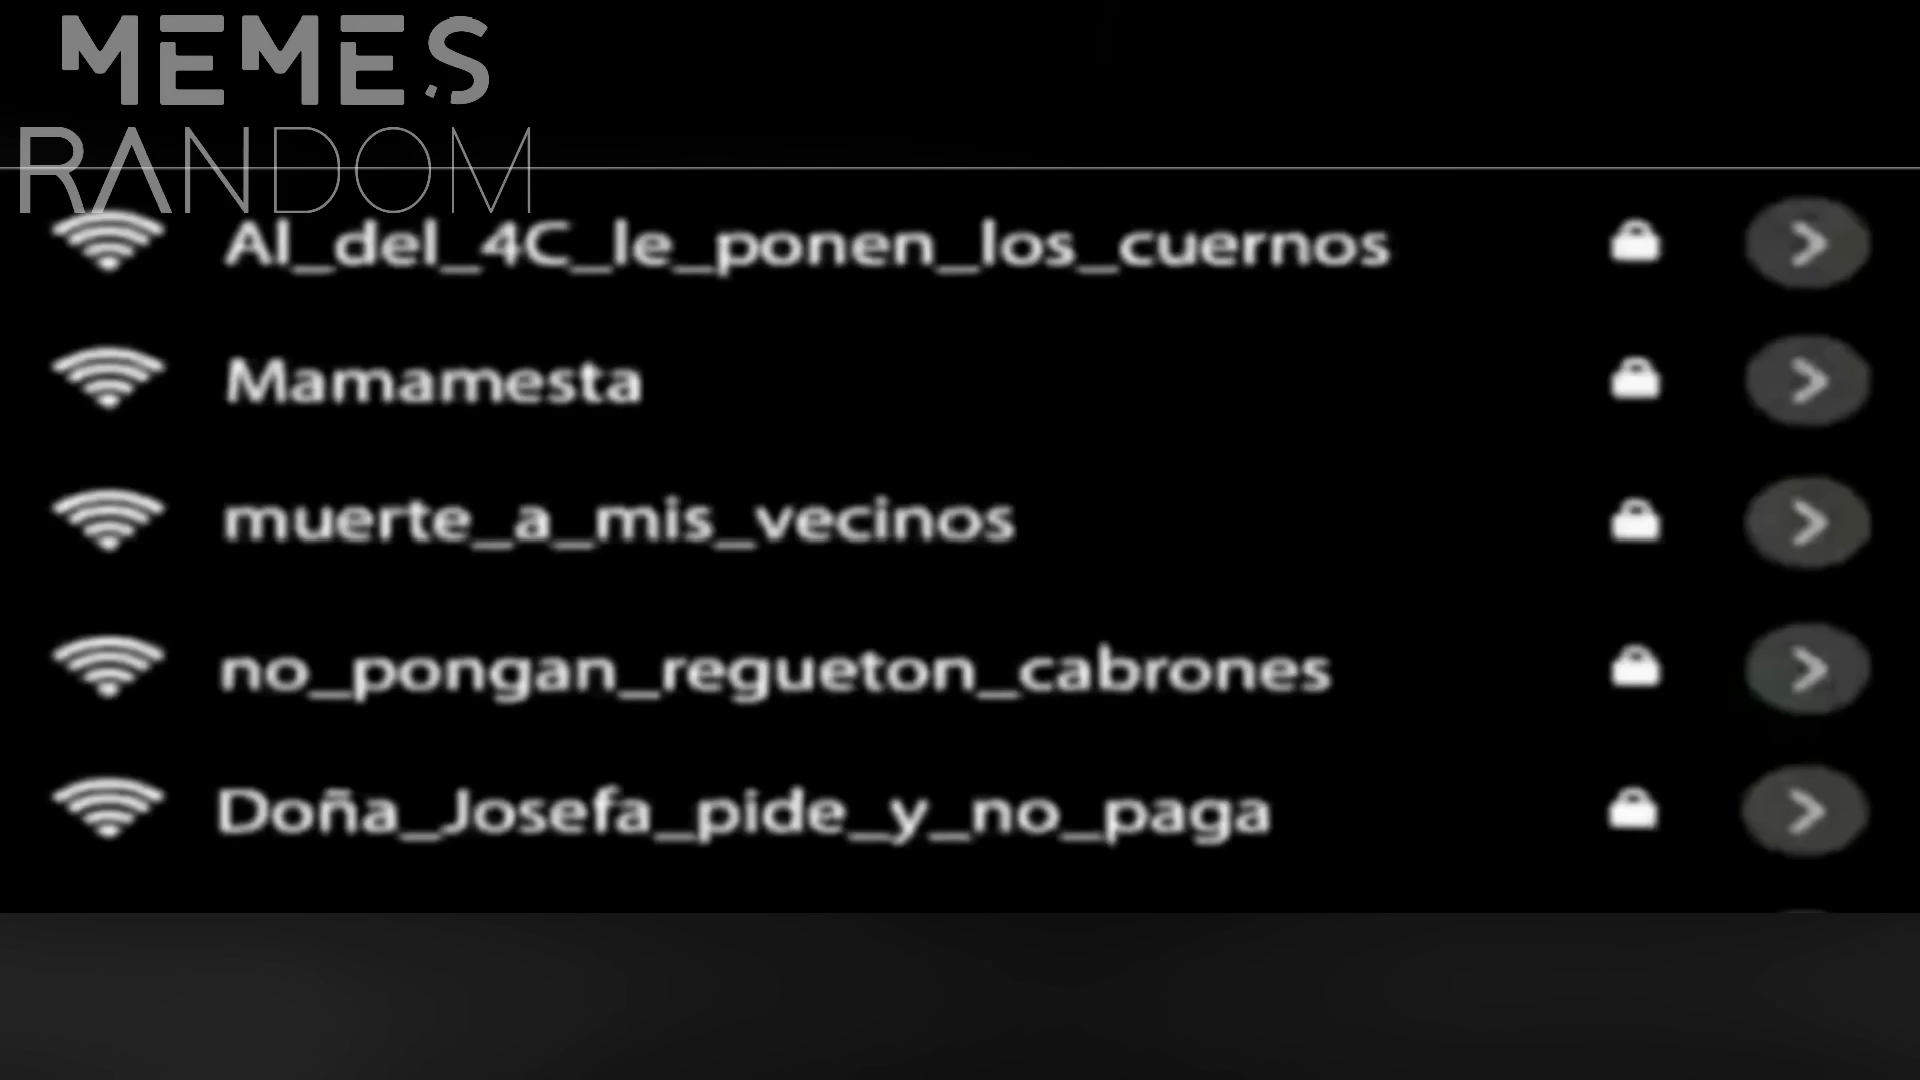 MEMES
RANDOM
Al_del_4C_le_ponen_los_cuernos
Mamamesta
muerte_a_mis_vecinos
no_pongan_regueton_cabrones
Doña_Josefa_pide_y_no_paga